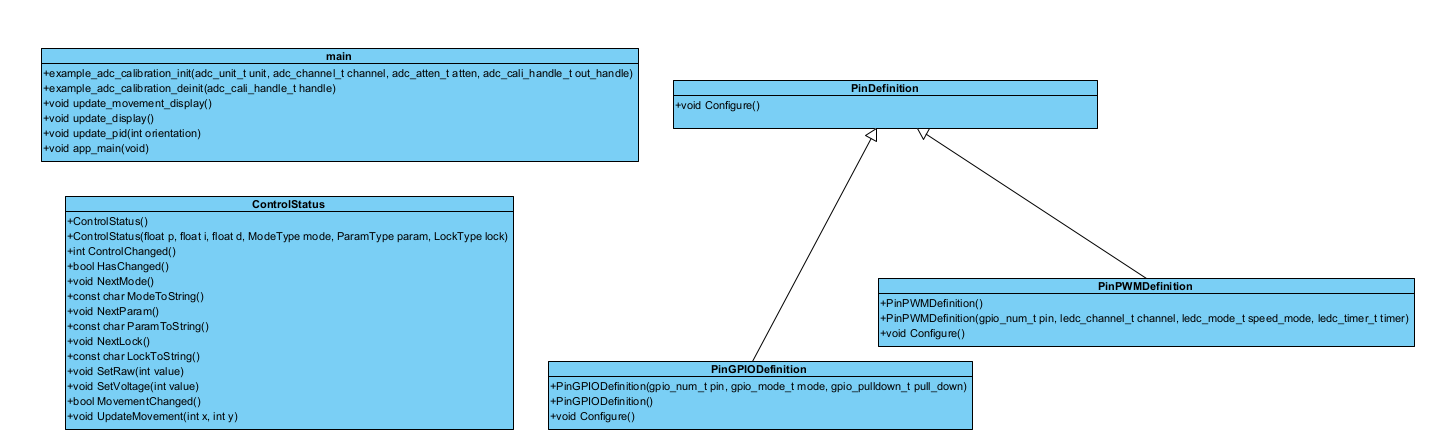 main
+example_adc_calibration_init(adc_unit_t unit, adc_channel_t channel, adc_atten_t atten, adc_cali_handle_t out_handle)
+example_adc_calibration_deinit(adc_cali_handle_t handle)
+void update_movement_display()
+void update_display()
+void update_pid(int orientation)
+void app_main(void)
PinDefinition
+void Configure()
ControlStatus
+ControlStatus()
+ControlStatus(float p, float i, float d, ModeType mode, ParamType param, LockType lock)
+int ControlChanged()
+bool HasChanged()
+void NextMode()
+const char ModeToString()
+void NextParam()
+const char ParamToString()
+void NextLock()
+const char LockToString()
+void SetRaw(int value)
+void SetVoltage(int value)
+bool MovementChanged()
+void UpdateMovement(int x, int y)
PinPWMDefinition
+PinPWMDefinition()
+PinPWMDefinition(gpio_num_t pin, ledc_channel_t channel, ledc_mode_t speed_mode, ledc_timer_t timer)
+void Configure()
PinGPIODefinition
+PinGPIODefinition(gpio_num_t pin, gpio_mode_t mode, gpio_pulldown_t pull_down)
+PinGPIODefinition()
+void Configure()